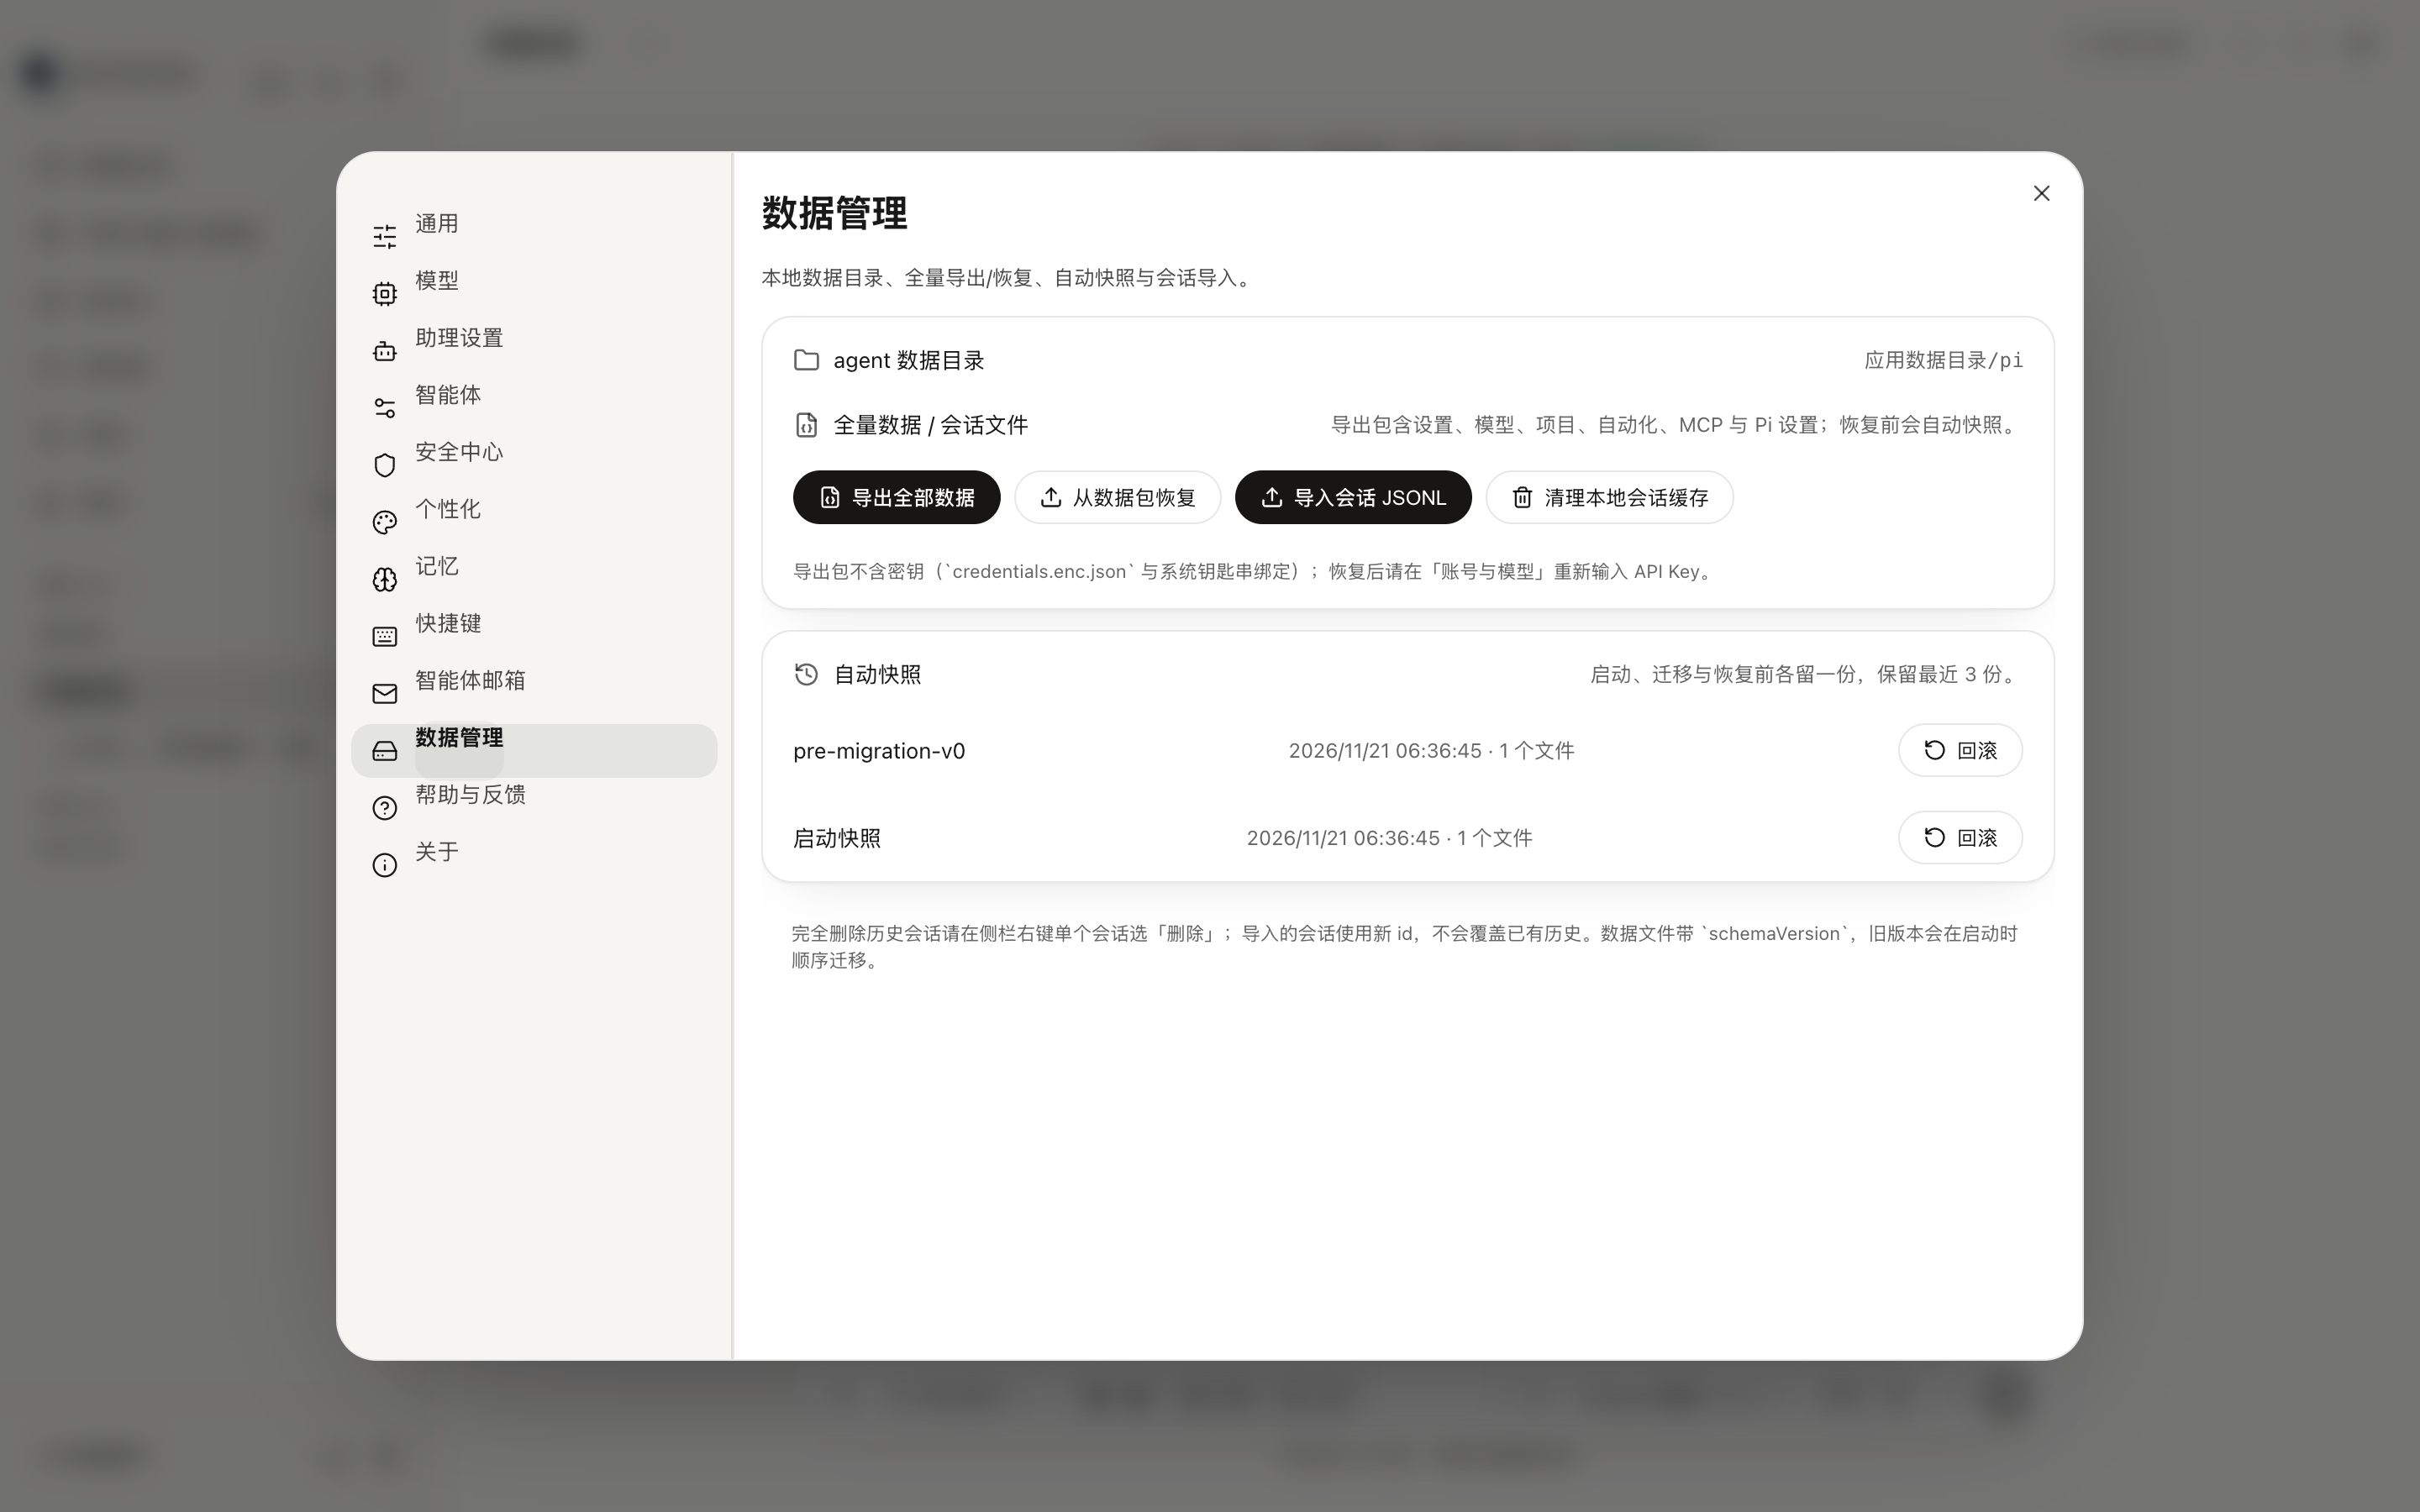 通用
模型
助理设置
智能体
安全中心
个性化
记忆
快捷键
智能体邮箱
数据管理
帮助与反馈
关于
数据管理
本地数据目录、全量导出/恢复、自动快照与会话导入。
agent 数据目录
应用数据目录/pi
全量数据 / 会话文件
导出包含设置、模型、项目、自动化、MCP 与 Pi 设置；恢复前会自动快照。
导出全部数据
从数据包恢复
导入会话 JSONL
清理本地会话缓存
导出包不含密钥（`credentials.enc.json` 与系统钥匙串绑定）；恢复后请在「账号与模型」重新输入 API Key。
自动快照
启动、迁移与恢复前各留一份，保留最近 3 份。
pre-migration-v0
2026/11/21 06:36:45 · 1 个文件
回滚
启动快照
2026/11/21 06:36:45 · 1 个文件
回滚
完全删除历史会话请在侧栏右键单个会话选「删除」；导入的会话使用新 id，不会覆盖已有历史。数据文件带 `schemaVersion`，旧版本会在启动时
顺序迁移。